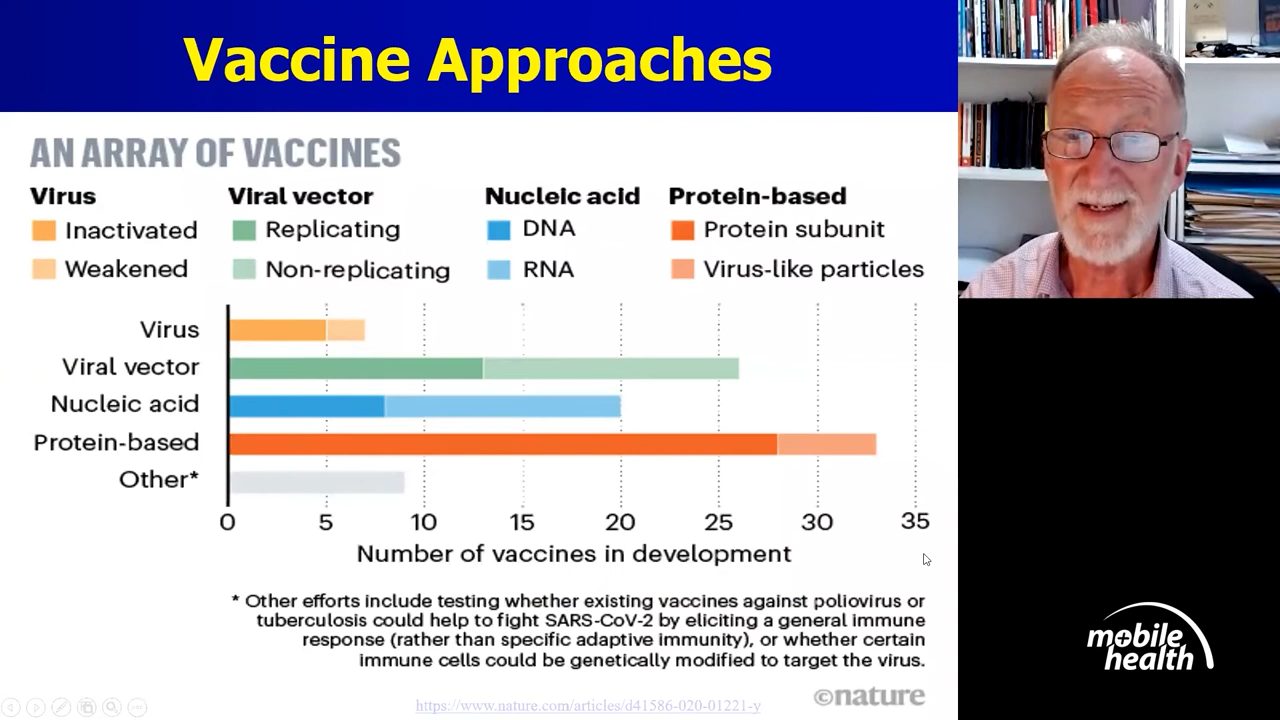 Vaccine Approaches
AN ARRAY OF VACCINES
Virus
Inactivated
Weakened
Viral vector
Replicating
Non-replicating
Nucleic acid
DNA
RNA
Protein-based
Protein subunit
Virus-like particles
Virus
Viral vector
Nucleic acid
Protein-based
Other*
0 5 10 15 20 25 30 35
Number of vaccines in development
* Other efforts include testing whether existing vaccines against poliovirus or
tuberculosis could help to fight SARS-CoV-2 by eliciting a general immune
response (rather than specific adaptive immunity), or whether certain
immune cells could be genetically modified to target the virus.
©nature
https://www.nature.com/articles/d41586-020-01221-y
mobile
health